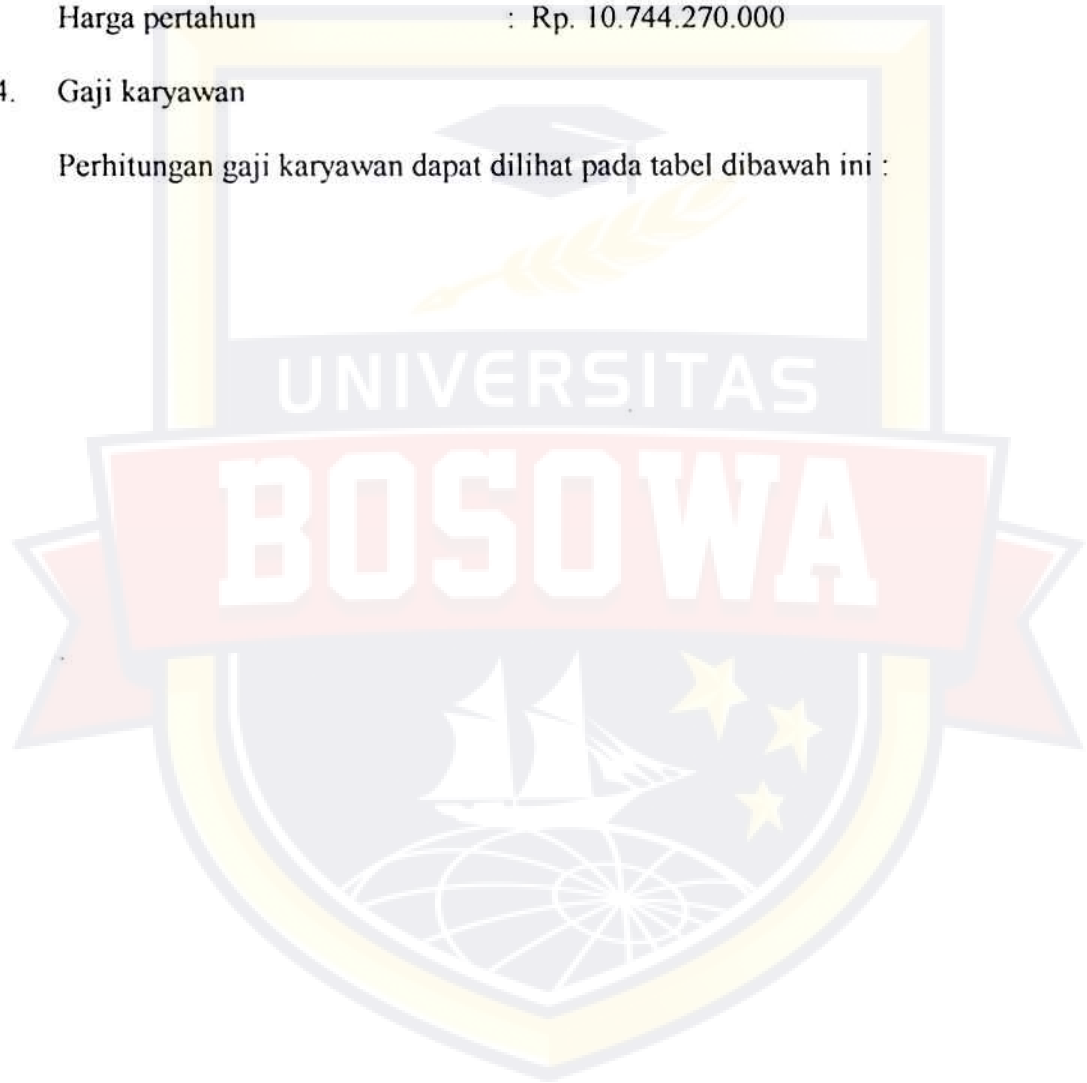 Harga pertahun : Rp. 10.744.270.000
4. Gaji karyawan
Perhitungan gaji karyawan dapat dilihat pada tabel dibawah ini :
UNIVERSITAS
BOSOWA